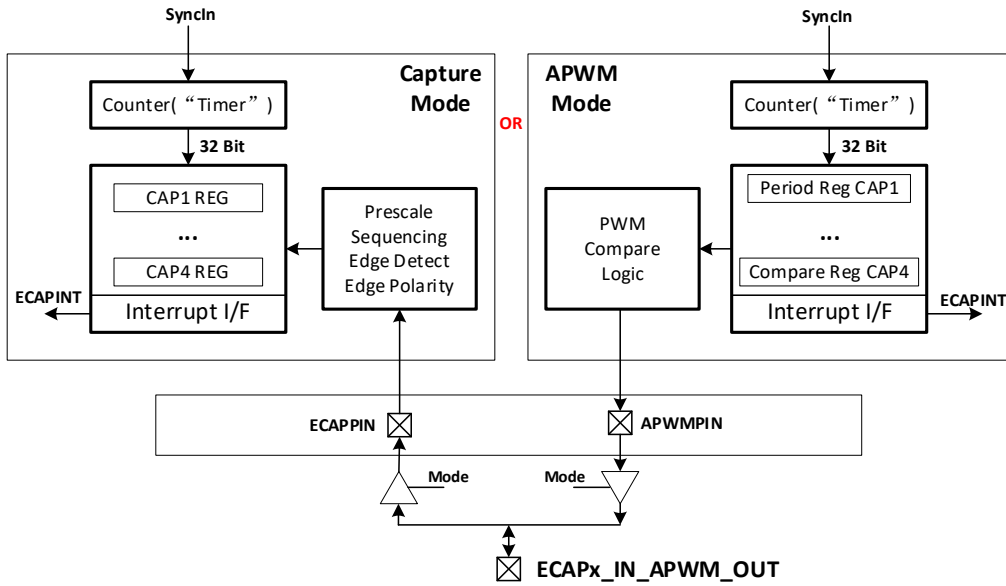 SyncIn
SyncIn
Capture
Mode
APWM
Mode
OR
Counter( “Timer” )
Counter( “Timer” )
32 Bit
32 Bit
CAP1 REG
...
CAP4 REG
Interrupt I/F
ECAPINT
Prescale
Sequencing
Edge Detect
Edge Polarity
PWM
Compare
Logic
Period Reg CAP1
...
Compare Reg CAP4
Interrupt I/F
ECAPINT
ECAPPIN
APWMPIN
Mode
Mode
ECAPx_IN_APWM_OUT